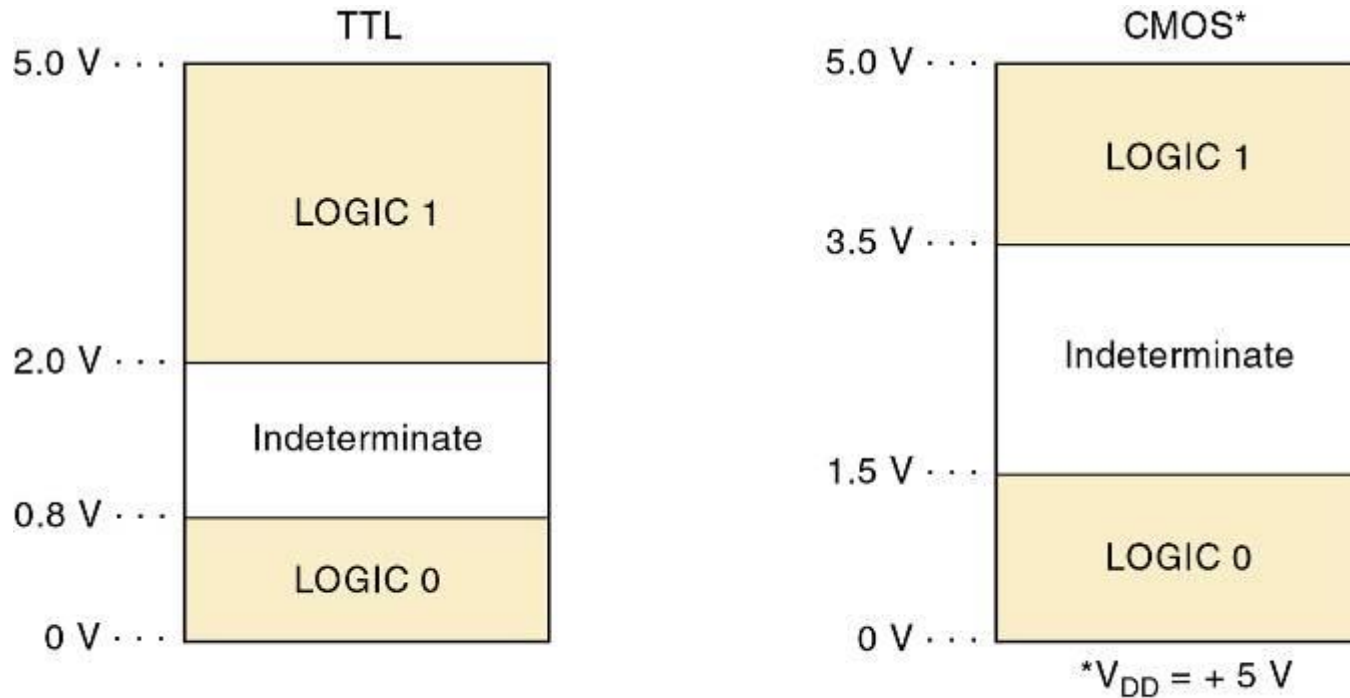 TTL
5.0 V · · ·
LOGIC 1
2.0 V · · ·
Indeterminate
0.8 V · · ·
LOGIC 0
0 V · · ·
CMOS*
5.0 V · · ·
LOGIC 1
3.5 V · · ·
Indeterminate
1.5 V · · ·
LOGIC 0
0 V · · ·
*VDD = + 5 V